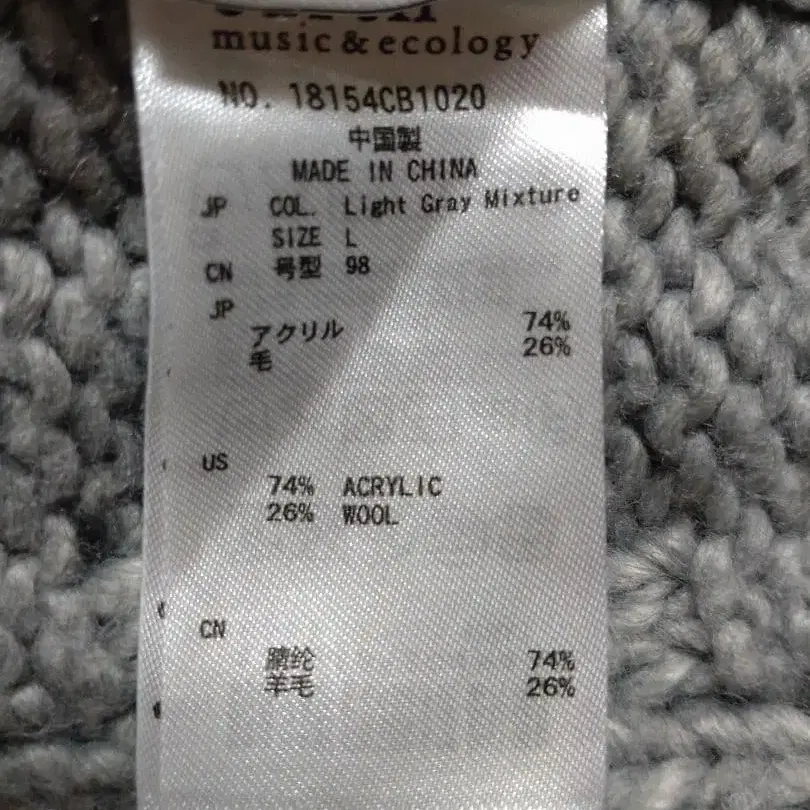 music&ecology
NO. 18154CB1020
中国製
MADE IN CHINA
JP COL. Light Gray Mixture
SIZE L
CN 号型 98
JP
アクリル 74%
毛 26%
US
74% ACRYLIC
26% WOOL
CN
腈纶 74%
羊毛 26%